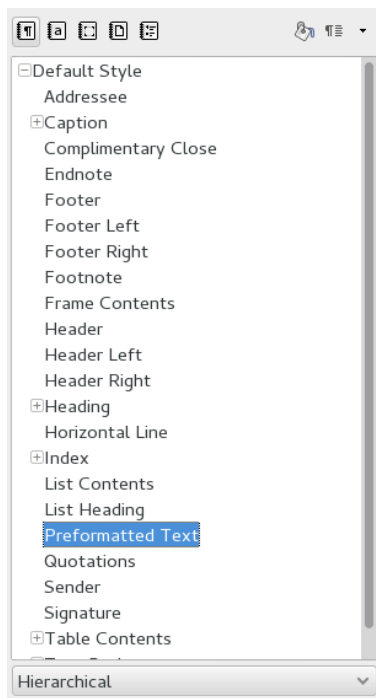 Default Style
Addressee
Caption
Complimentary Close
Endnote
Footer
Footer Left
Footer Right
Footnote
Frame Contents
Header
Header Left
Header Right
Heading
Horizontal Line
Index
List Contents
List Heading
Preformatted Text
Quotations
Sender
Signature
Table Contents
Hierarchical